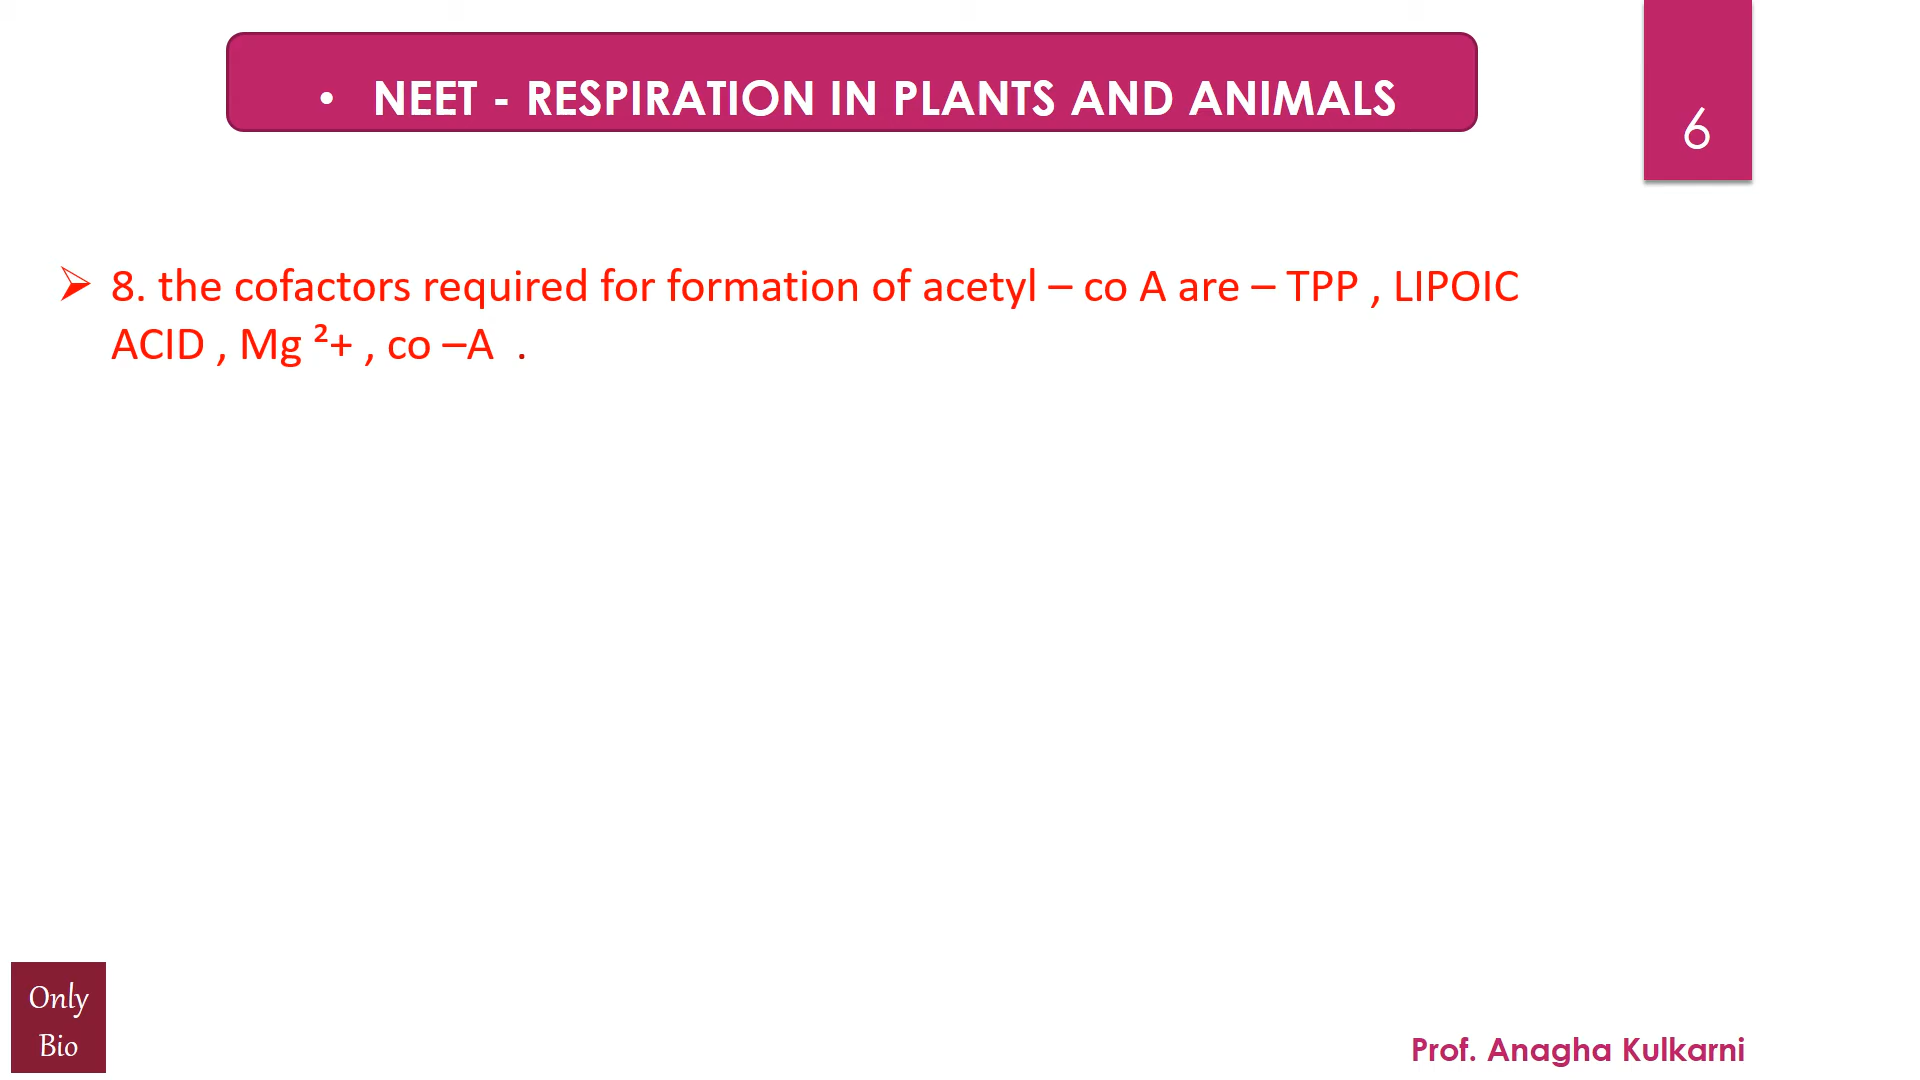 • NEET - RESPIRATION IN PLANTS AND ANIMALS
6
➢ 8. the cofactors required for formation of acetyl – co A are – TPP , LIPOIC
ACID , Mg ²+ , co –A .
Only
Bio
Prof. Anagha Kulkarni